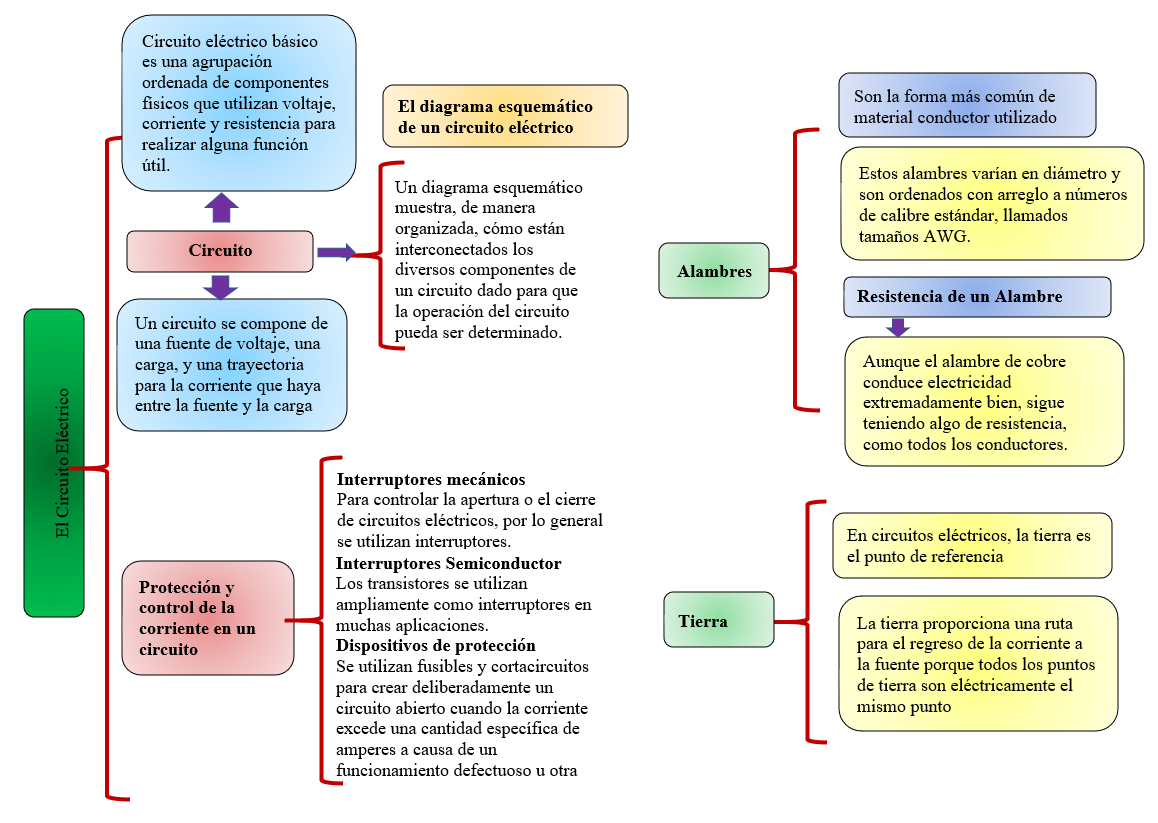 El Circuito Eléctrico
Circuito eléctrico básico
es una agrupación
ordenada de componentes
físicos que utilizan voltaje,
corriente y resistencia para
realizar alguna función
útil.
Circuito
Un circuito se compone de
una fuente de voltaje, una
carga, y una trayectoria
para la corriente que haya
entre la fuente y la carga
El diagrama esquemático
de un circuito eléctrico
Un diagrama esquemático
muestra, de manera
organizada, cómo están
interconectados los
diversos componentes de
un circuito dado para que
la operación del circuito
pueda ser determinado.
Protección y
control de la
corriente en un
circuito
Interruptores mecánicos
Para controlar la apertura o el cierre
de circuitos eléctricos, por lo general
se utilizan interruptores.
Interruptores Semiconductor
Los transistores se utilizan
ampliamente como interruptores en
muchas aplicaciones.
Dispositivos de protección
Se utilizan fusibles y cortacircuitos
para crear deliberadamente un
circuito abierto cuando la corriente
excede una cantidad específica de
amperes a causa de un
funcionamiento defectuoso u otra
Alambres
Son la forma más común de
material conductor utilizado
Estos alambres varían en diámetro y
son ordenados con arreglo a números
de calibre estándar, llamados
tamaños AWG.
Resistencia de un Alambre
Aunque el alambre de cobre
conduce electricidad
extremadamente bien, sigue
teniendo algo de resistencia,
como todos los conductores.
Tierra
En circuitos eléctricos, la tierra es
el punto de referencia
La tierra proporciona una ruta
para el regreso de la corriente a
la fuente porque todos los puntos
de tierra son eléctricamente el
mismo punto